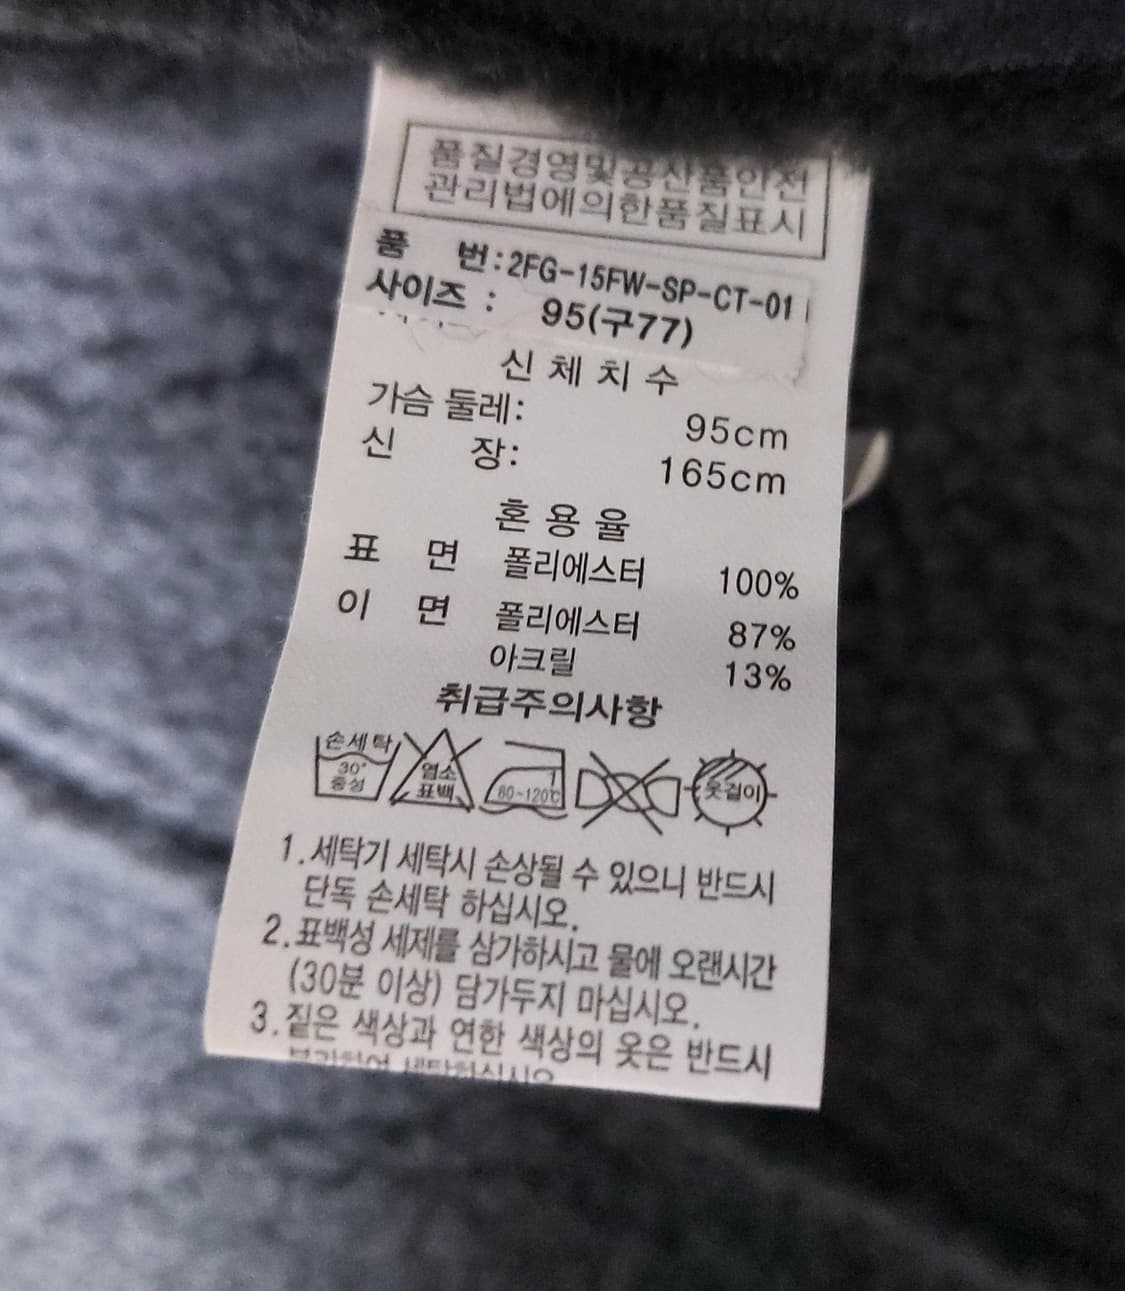 품질경영및공산품안전
관리법에의한품질표시
품 번:2FG-15FW-SP-CT-01
사이즈 : 95(구77)
신 체 치 수
가슴 둘레: 95cm
신 장: 165cm
혼 용 율
표 면 폴리에스터 100%
이 면 폴리에스터 87%
아크릴 13%
취급주의사항
손세탁
30°
중성
염소
표백
80~120℃
옷걸이
1.세탁기 세탁시 손상될 수 있으니 반드시
단독 손세탁 하십시오.
2.표백성 세제를 삼가하시고 물에 오랜시간
(30분 이상) 담가두지 마십시오.
3.짙은 색상과 연한 색상의 옷은 반드시